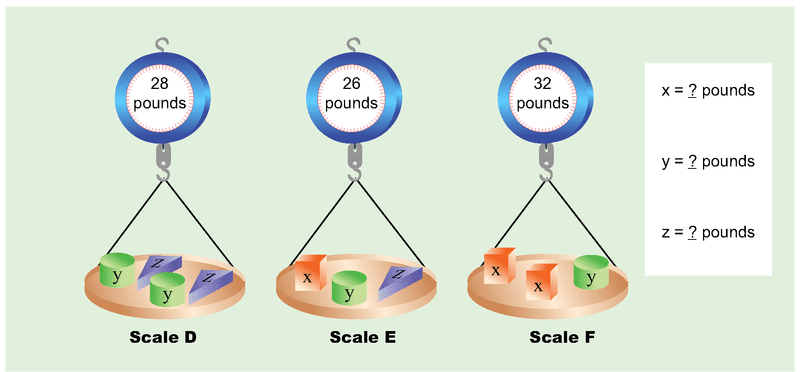 28
pounds
26
pounds
32
pounds
x = ? pounds
y = ? pounds
z = ? pounds
y
z
y
z
x
y
z
x
x
y
Scale D
Scale E
Scale F